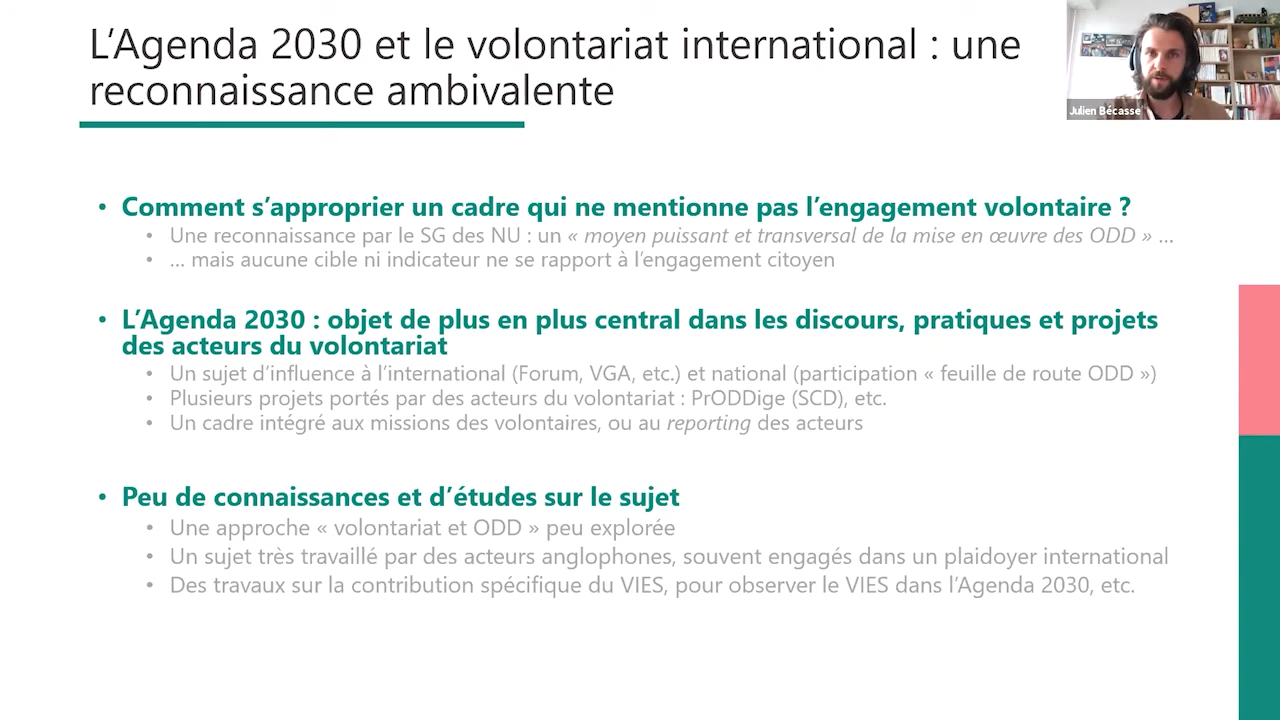 L’Agenda 2030 et le volontariat international : une
reconnaissance ambivalente
Julien Bécasse
• Comment s’approprier un cadre qui ne mentionne pas l’engagement volontaire ?
• Une reconnaissance par le SG des NU : un « moyen puissant et transversal de la mise en œuvre des ODD » ...
• ... mais aucune cible ni indicateur ne se rapport à l’engagement citoyen
• L’Agenda 2030 : objet de plus en plus central dans les discours, pratiques et projets
des acteurs du volontariat
• Un sujet d’influence à l’international (Forum, VGA, etc.) et national (participation « feuille de route ODD »)
• Plusieurs projets portés par des acteurs du volontariat : PrODDige (SCD), etc.
• Un cadre intégré aux missions des volontaires, ou au reporting des acteurs
• Peu de connaissances et d’études sur le sujet
• Une approche « volontariat et ODD » peu explorée
• Un sujet très travaillé par des acteurs anglophones, souvent engagés dans un plaidoyer international
• Des travaux sur la contribution spécifique du VIES, pour observer le VIES dans l’Agenda 2030, etc.